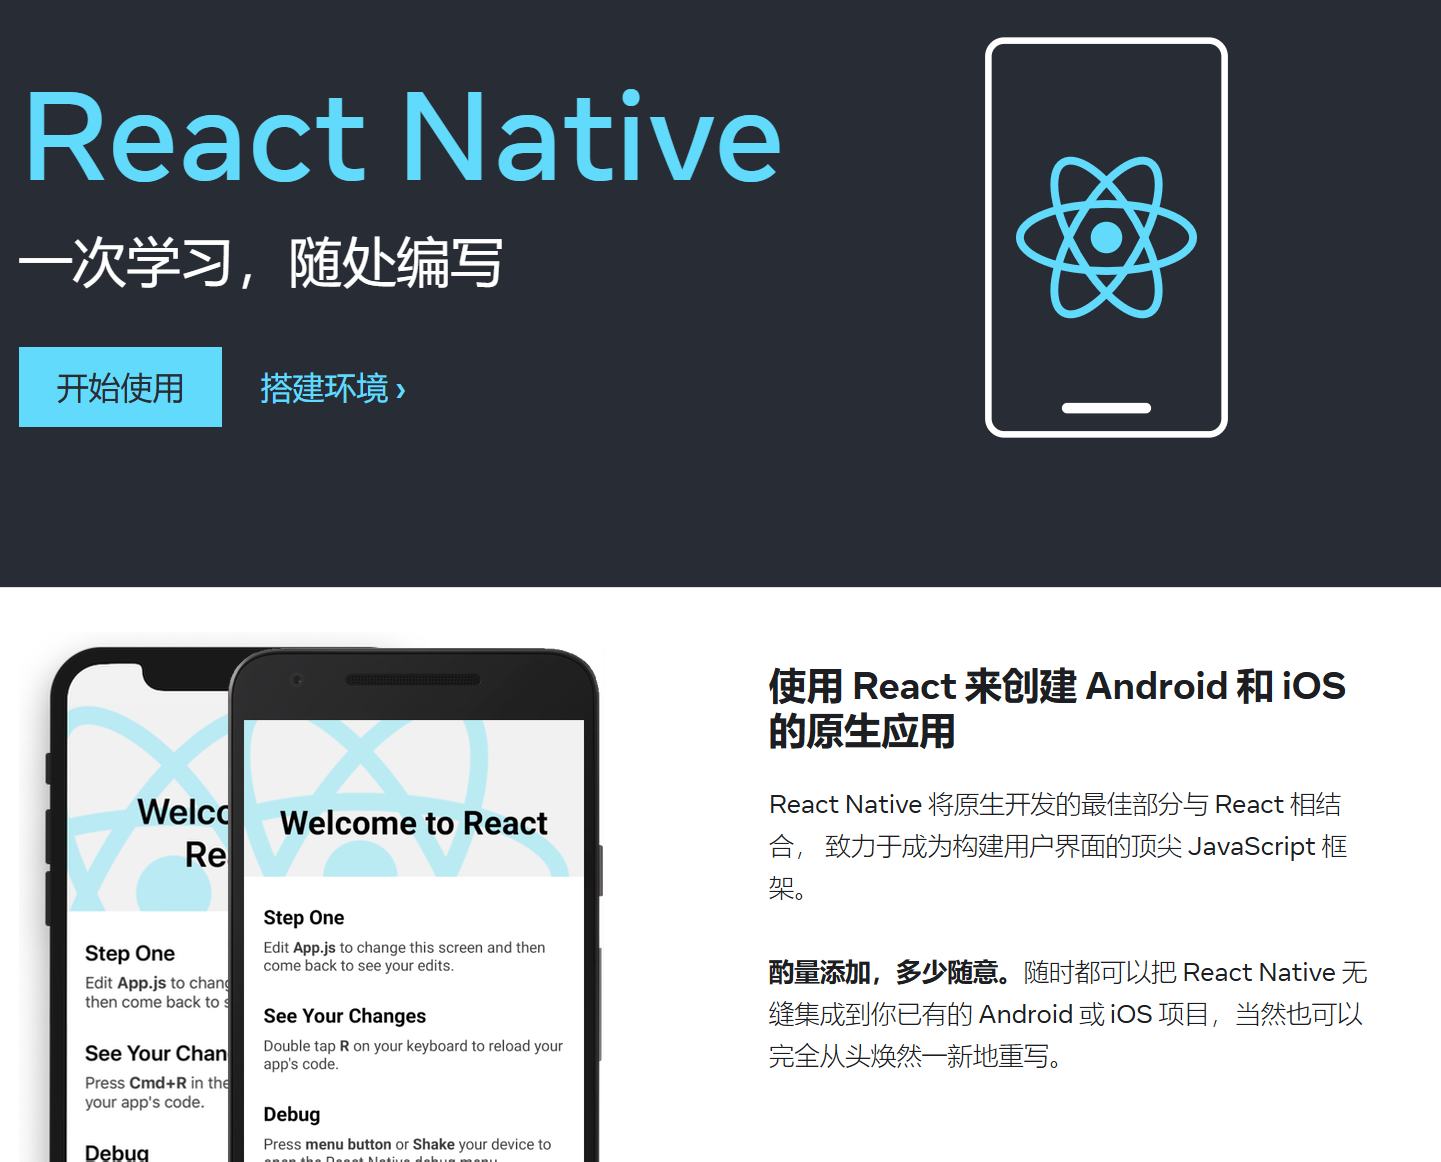 React Native
一次学习，随处编写
开始使用
搭建环境 ›
Welco
Re
Step One
Edit App.js to chang
then come back to s
See Your Chan
Press Cmd+R in the
your app's code.
Debug
Welcome to React
Step One
Edit App.js to change this screen and then
come back to see your edits.
See Your Changes
Double tap R on your keyboard to reload your
app's code.
Debug
Press menu button or Shake your device to
open the React Native debug menu
使用 React 来创建 Android 和 iOS
的原生应用
React Native 将原生开发的最佳部分与 React 相结
合， 致力于成为构建用户界面的顶尖 JavaScript 框
架。
酌量添加，多少随意。随时都可以把 React Native 无
缝集成到你已有的 Android 或 iOS 项目，当然也可以
完全从头焕然一新地重写。